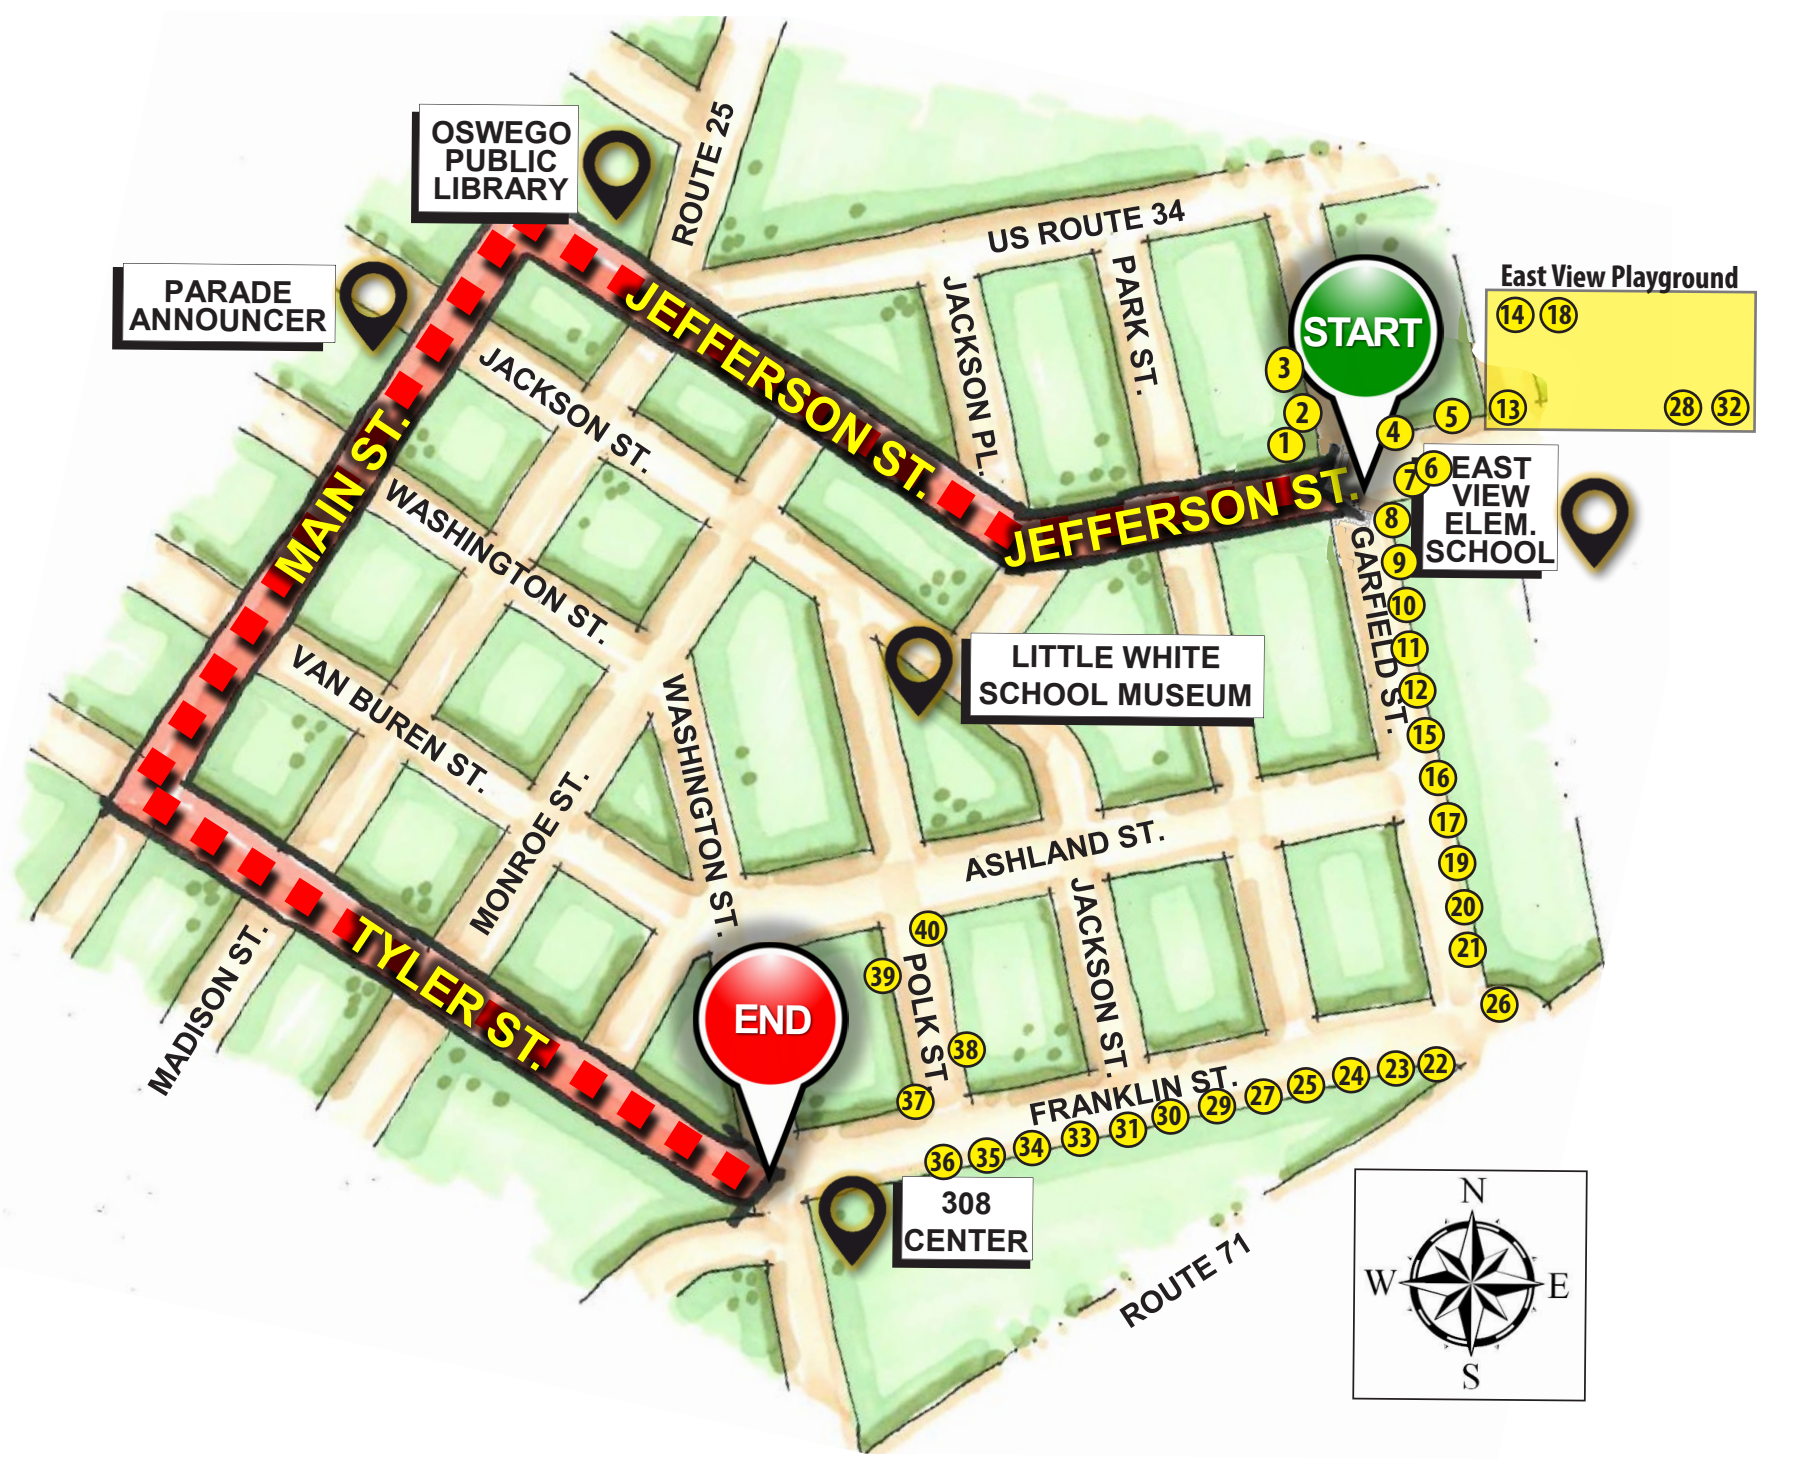 OSWEGO
PUBLIC
LIBRARY
ROUTE 25
US ROUTE 34
PARADE
ANNOUNCER
JEFFERSON ST.
JACKSON PL.
PARK ST.
START
East View Playground
14
18
3
2
1
4
5
13
28
32
JACKSON ST.
MAIN ST.
WASHINGTON ST.
JEFFERSON ST.
7
6
8
9
EAST
VIEW
ELEM.
SCHOOL
GARFIELD ST.
10
11
12
15
16
17
19
20
21
26
LITTLE WHITE
SCHOOL MUSEUM
VAN BUREN ST.
WASHINGTON ST.
MONROE ST.
ASHLAND ST.
JACKSON ST.
TYLER ST.
MADISON ST.
END
40
39
POLK ST.
38
37
FRANKLIN ST.
36
35
34
33
31
30
29
27
25
24
23
22
308
CENTER
ROUTE 71
N
W
E
S